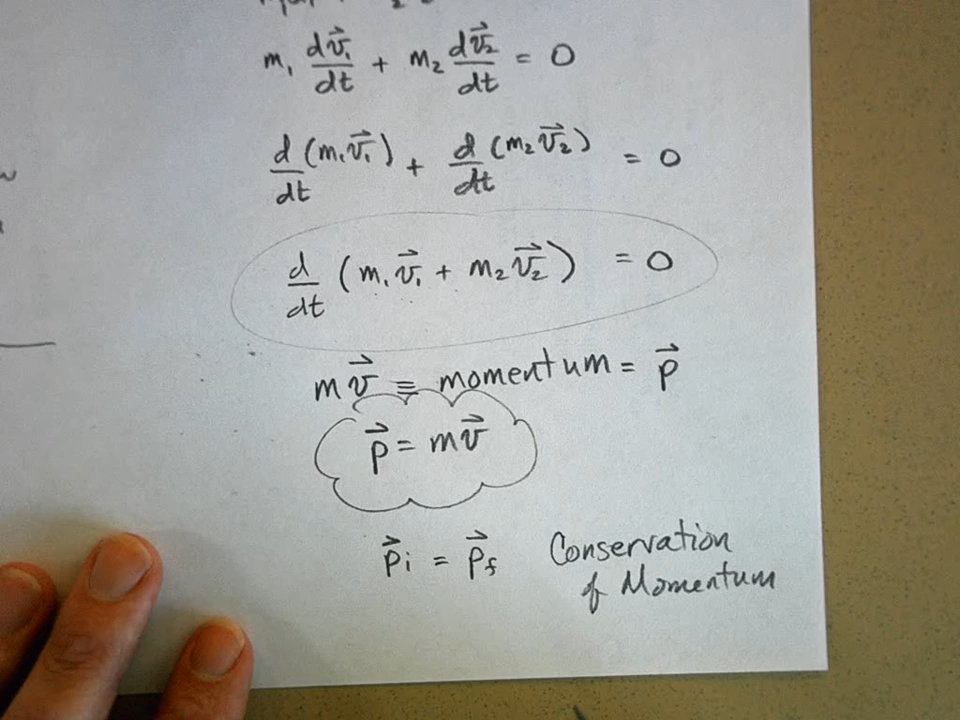 m₁ dv⃗₁/dt + m₂ dv⃗₂/dt = 0
d/dt (m₁v⃗₁) + d/dt (m₂v⃗₂) = 0
d/dt (m₁v⃗₁ + m₂v⃗₂) = 0
mv⃗ ≡ momentum = p⃗
p⃗ = mv⃗
p⃗i = p⃗f Conservation
of Momentum